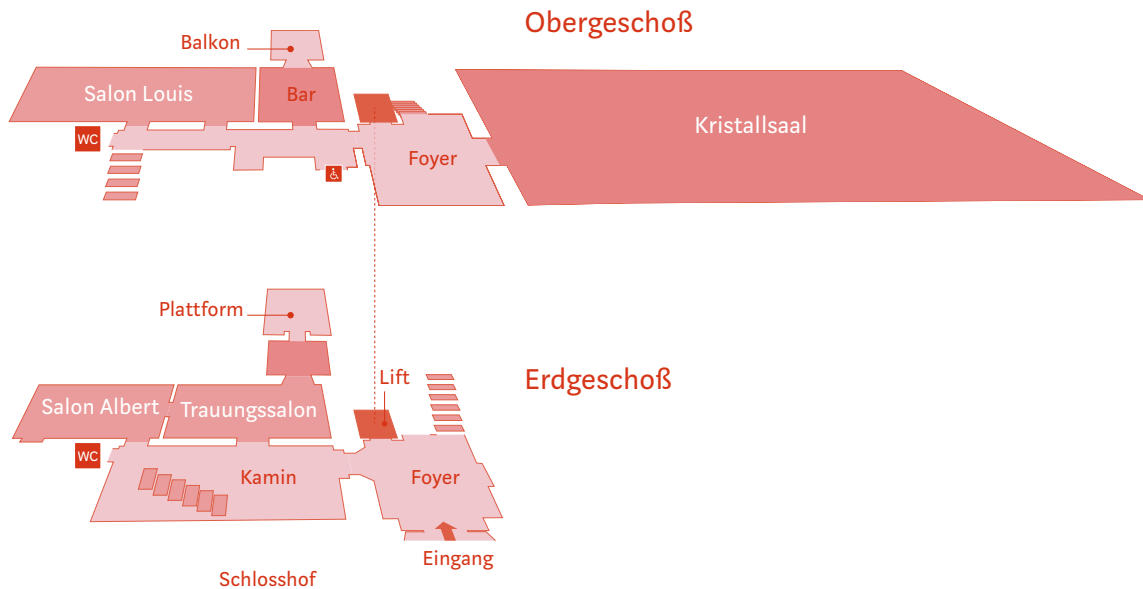 Obergeschoß
Balkon
Salon Louis
Bar
Kristallsaal
WC
Foyer
Plattform
Erdgeschoß
Lift
Salon Albert
Trauungssalon
WC
Kamin
Foyer
Eingang
Schlosshof